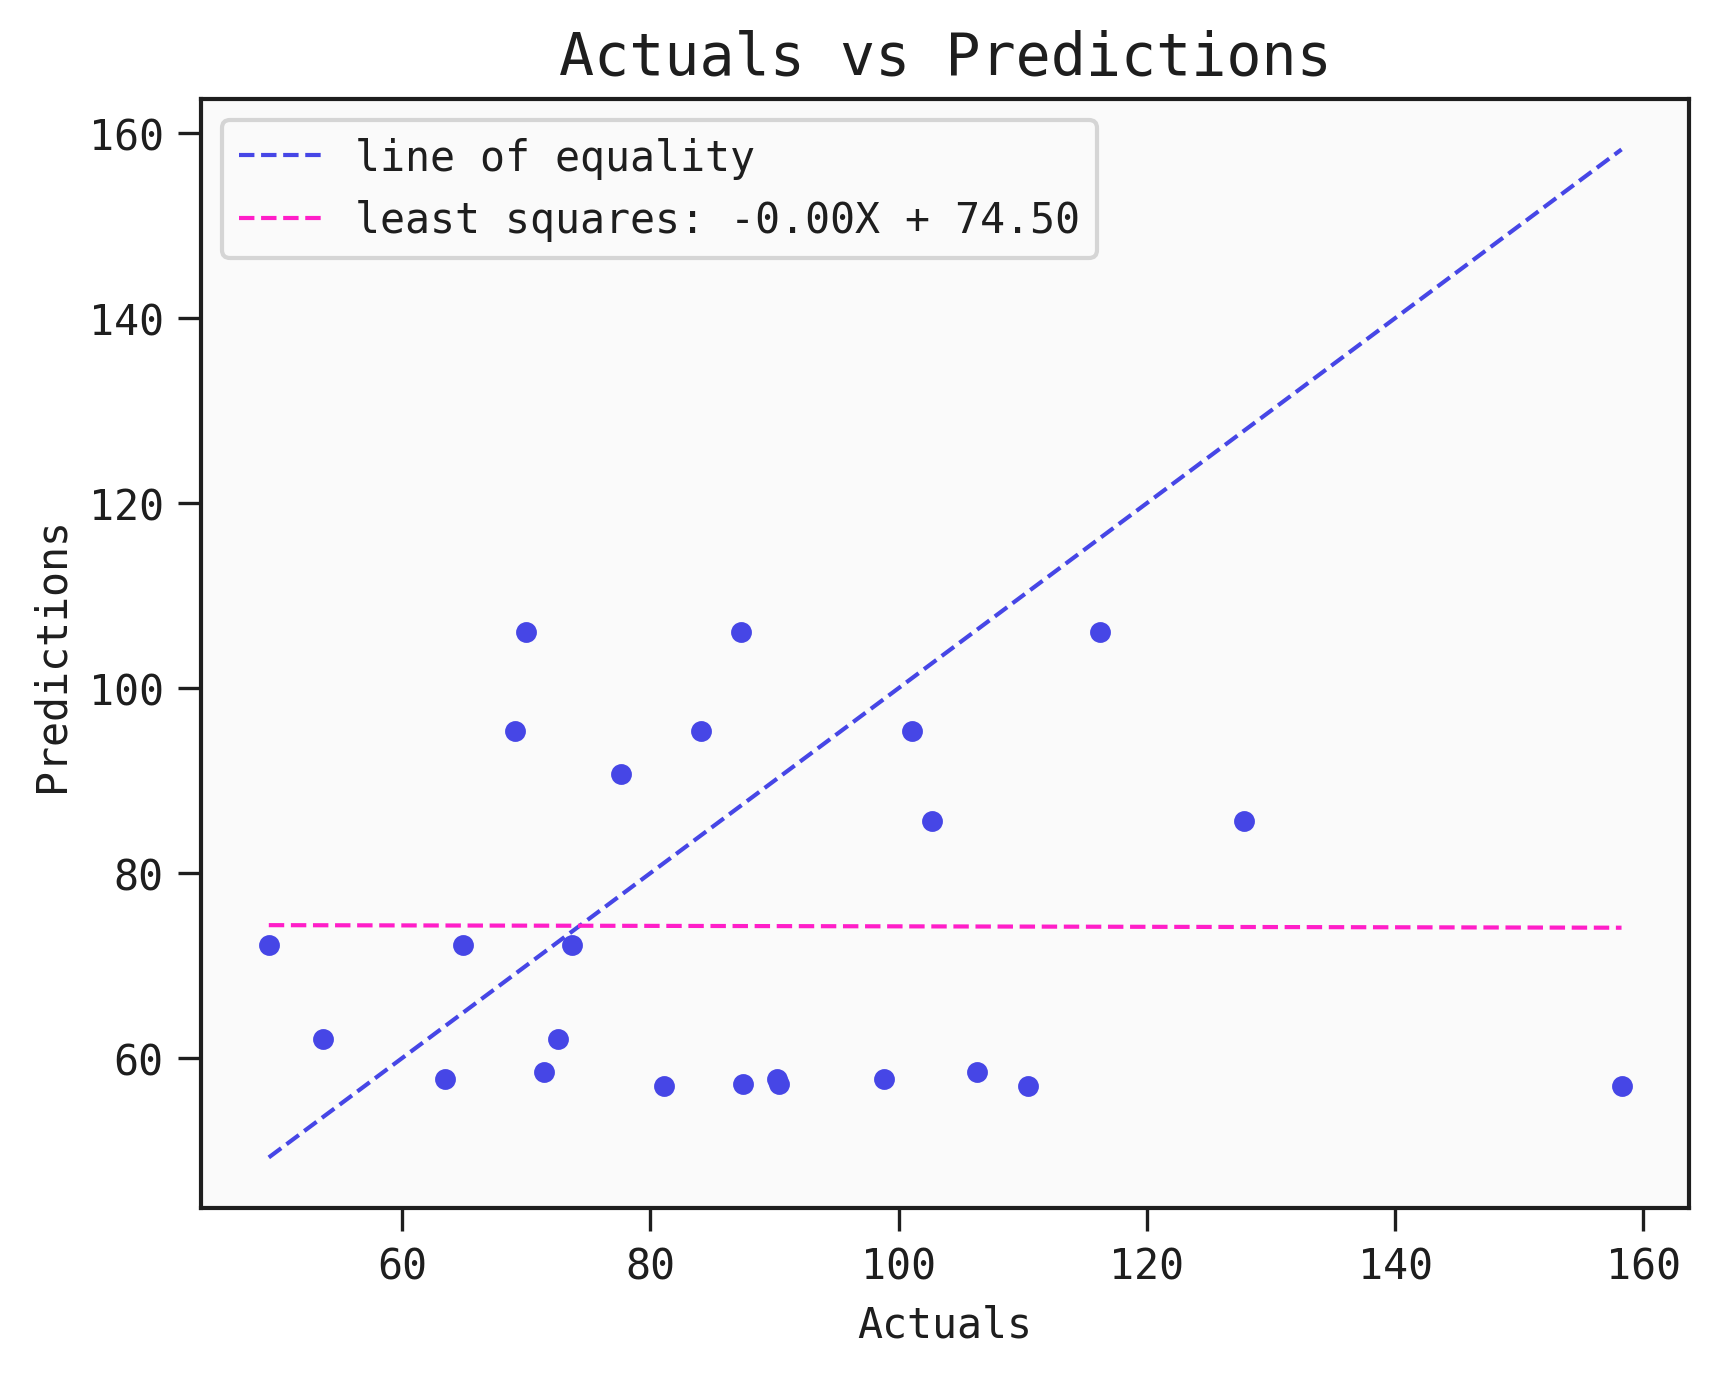 Actuals vs Predictions
line of equality
least squares: -0.00X + 74.50
160
140
120
100
80
60
Predictions
60
80
100
120
140
160
Actuals